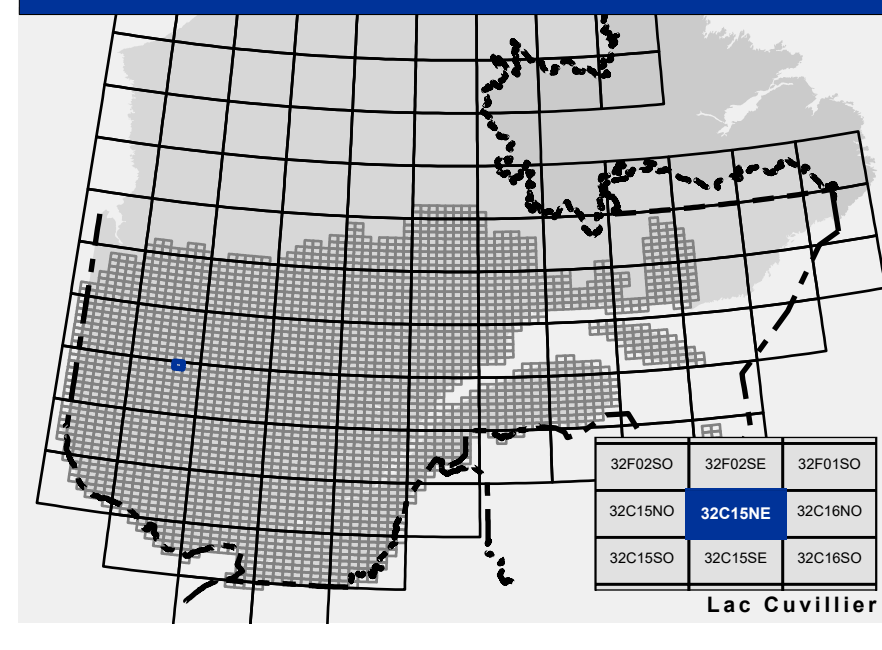 32F02SO 32F02SE 32F01SO
32C15NO 32C15NE 32C16NO
32C15SO 32C15SE 32C16SO
Lac Cuvillier